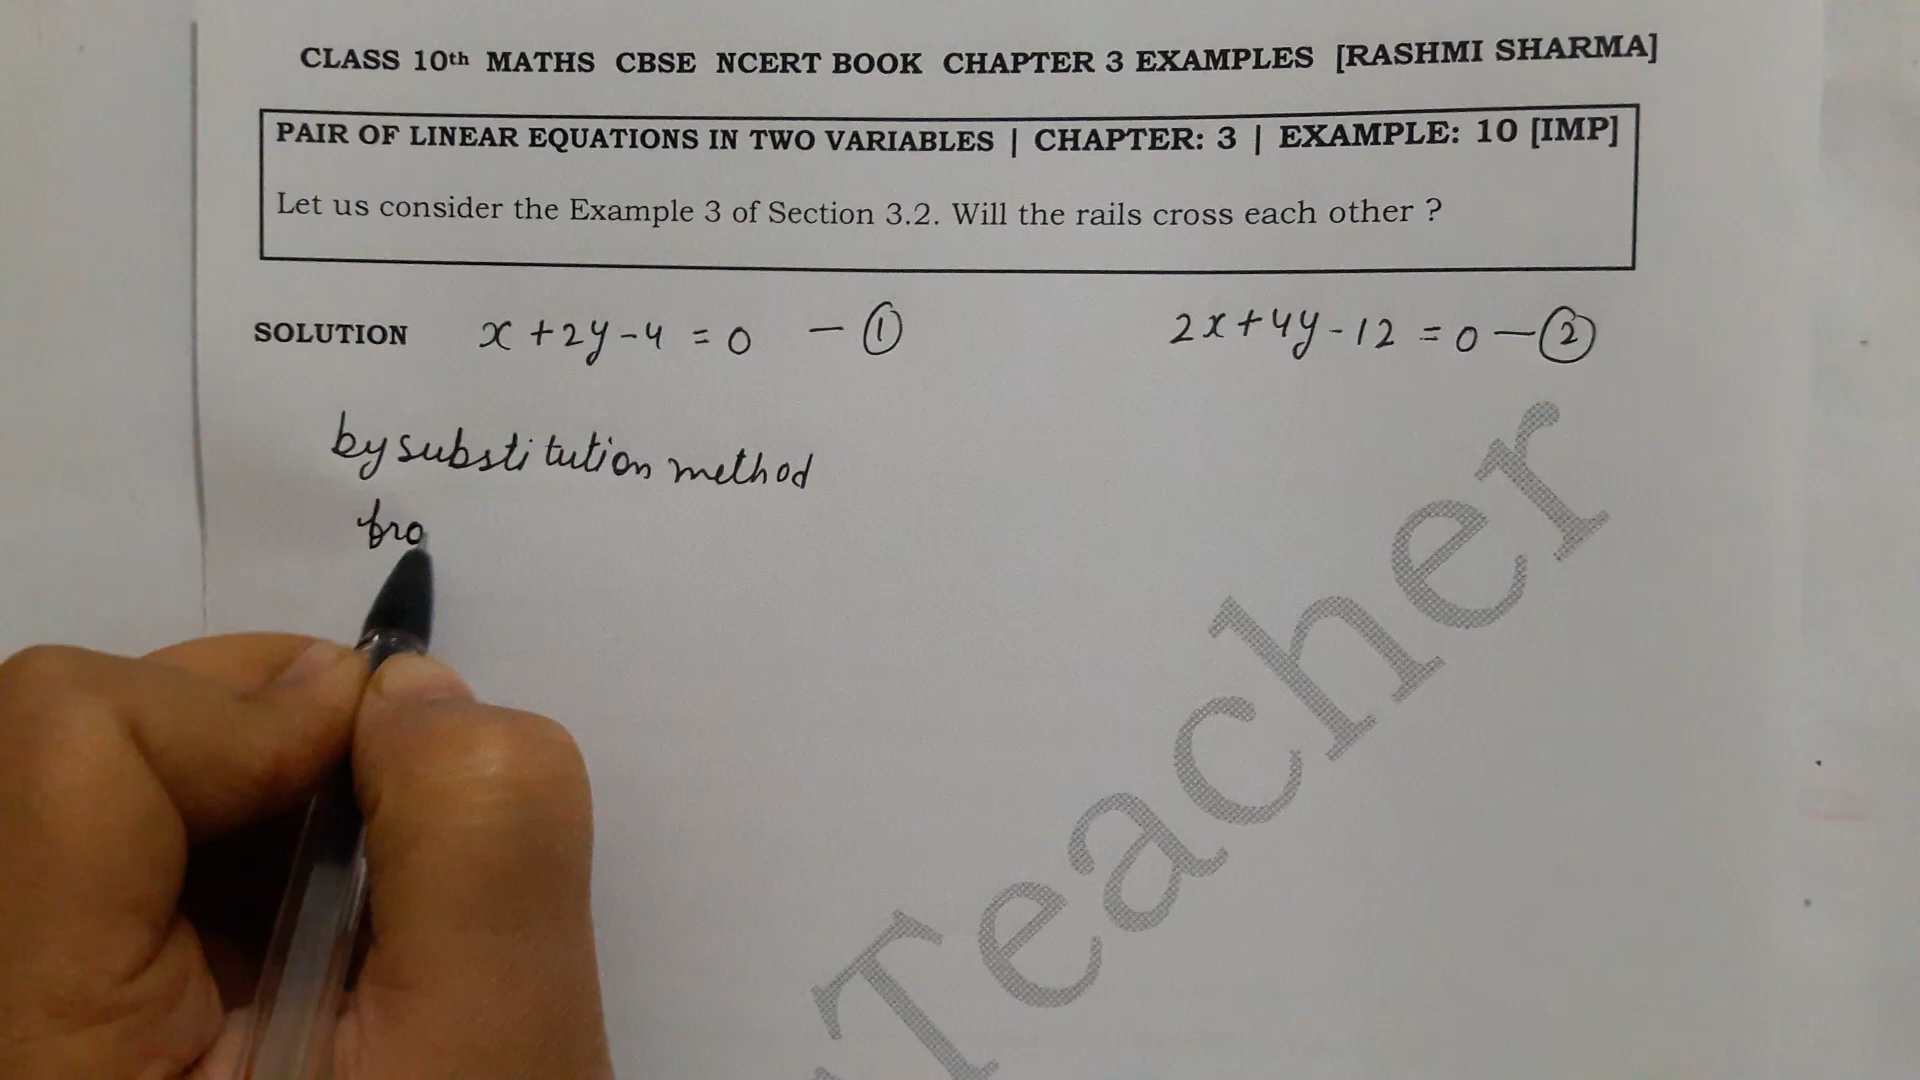 CLASS 10th MATHS CBSE NCERT BOOK CHAPTER 3 EXAMPLES [RASHMI SHARMA]
PAIR OF LINEAR EQUATIONS IN TWO VARIABLES | CHAPTER: 3 | EXAMPLE: 10 [IMP]
Let us consider the Example 3 of Section 3.2. Will the rails cross each other ?
SOLUTION x + 2y - 4 = 0 — ① 2x + 4y - 12 = 0 — ②
by substitution method
fro
Teacher